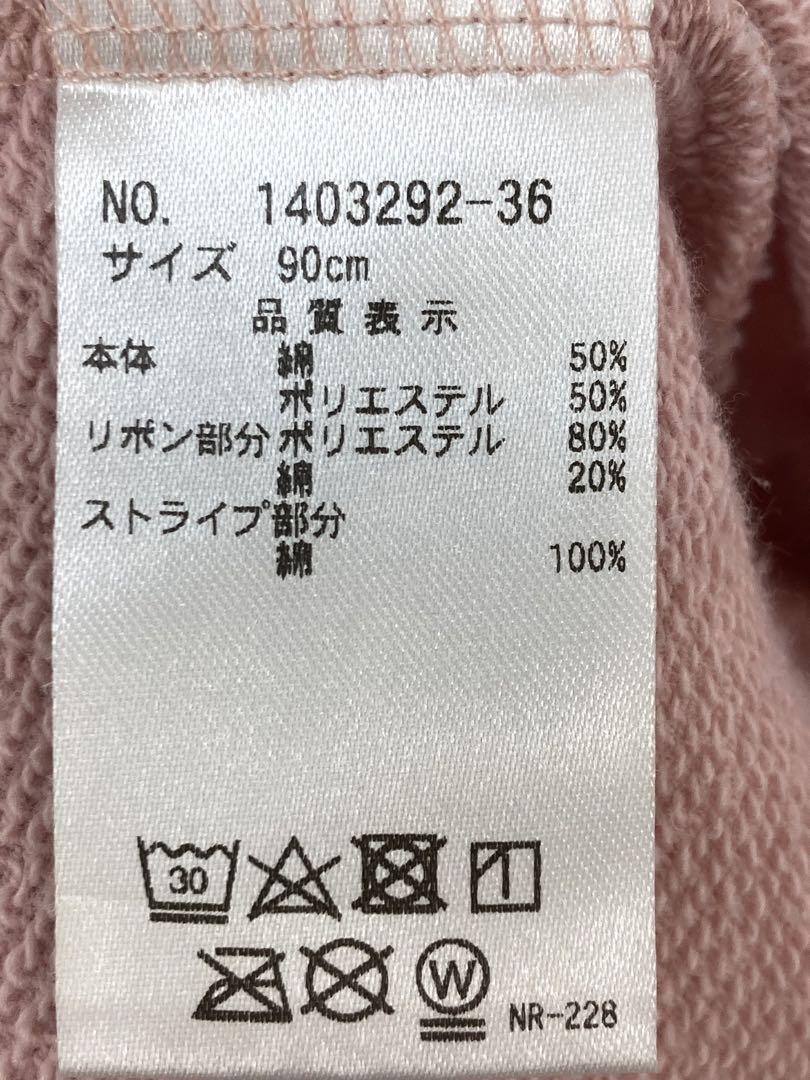 NO. 1403292-36
サイズ 90cm
品質表示
本体 綿 50%
ポリエステル 50%
リボン部分 ポリエステル 80%
綿 20%
ストライプ部分
綿 100%
30
W
NR-228